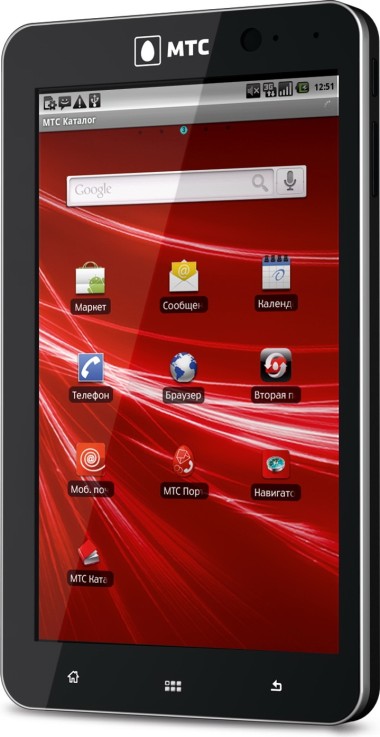 МТС
3G
12:51
МТС Каталог
Google
Маркет
Сообщен
Календ
Телефон
Браузер
Вторая п
Моб. поч
МТС Порт
Навигато
МТС Ката